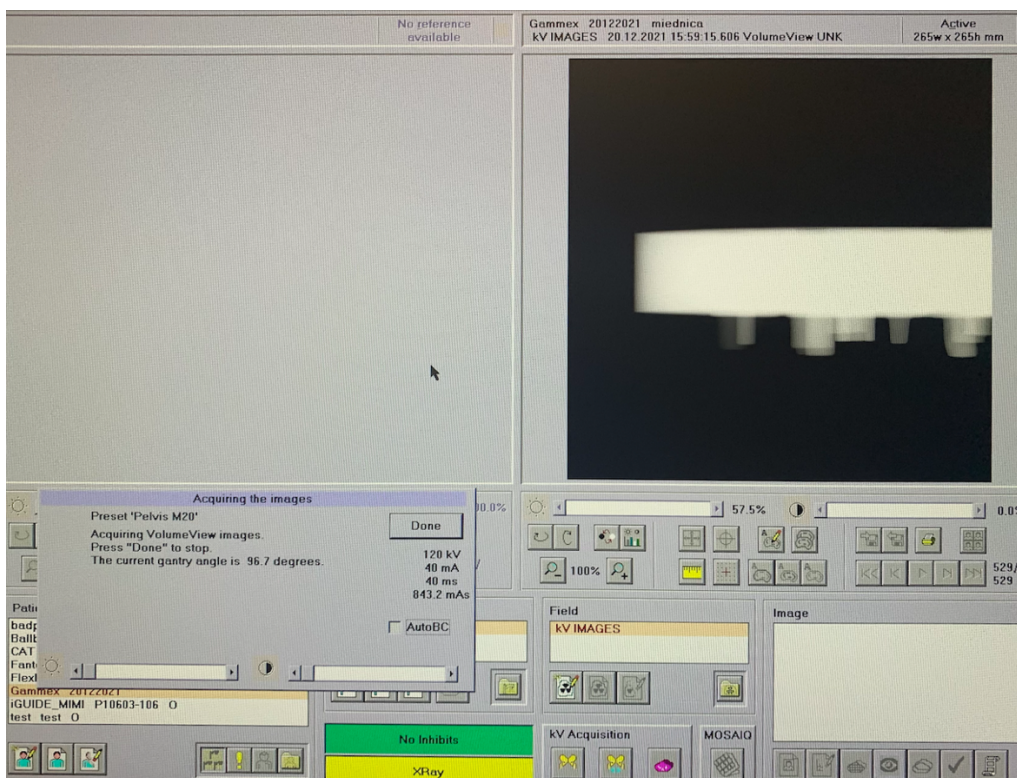 No reference
available
Gammex 20122021 miednica
kV IMAGES 20.12.2021 15:59:15.606 VolumeView UNK
Active
265w x 265h mm
Acquiring the images
Preset 'Pelvis M20'
Acquiring VolumeView images.
Press "Done" to stop.
The current gantry angle is 96.7 degrees.
Done
120 kV
40 mA
40 ms
843.2 mAs
AutoBC
57.5%
100%
529/
529
CAT
Gammex 20122021
iGUIDE_MIMI P10603-106 O
test test O
No Inhibits
XRay
Field
kV IMAGES
kV Acquisition
MOSAIQ
Image